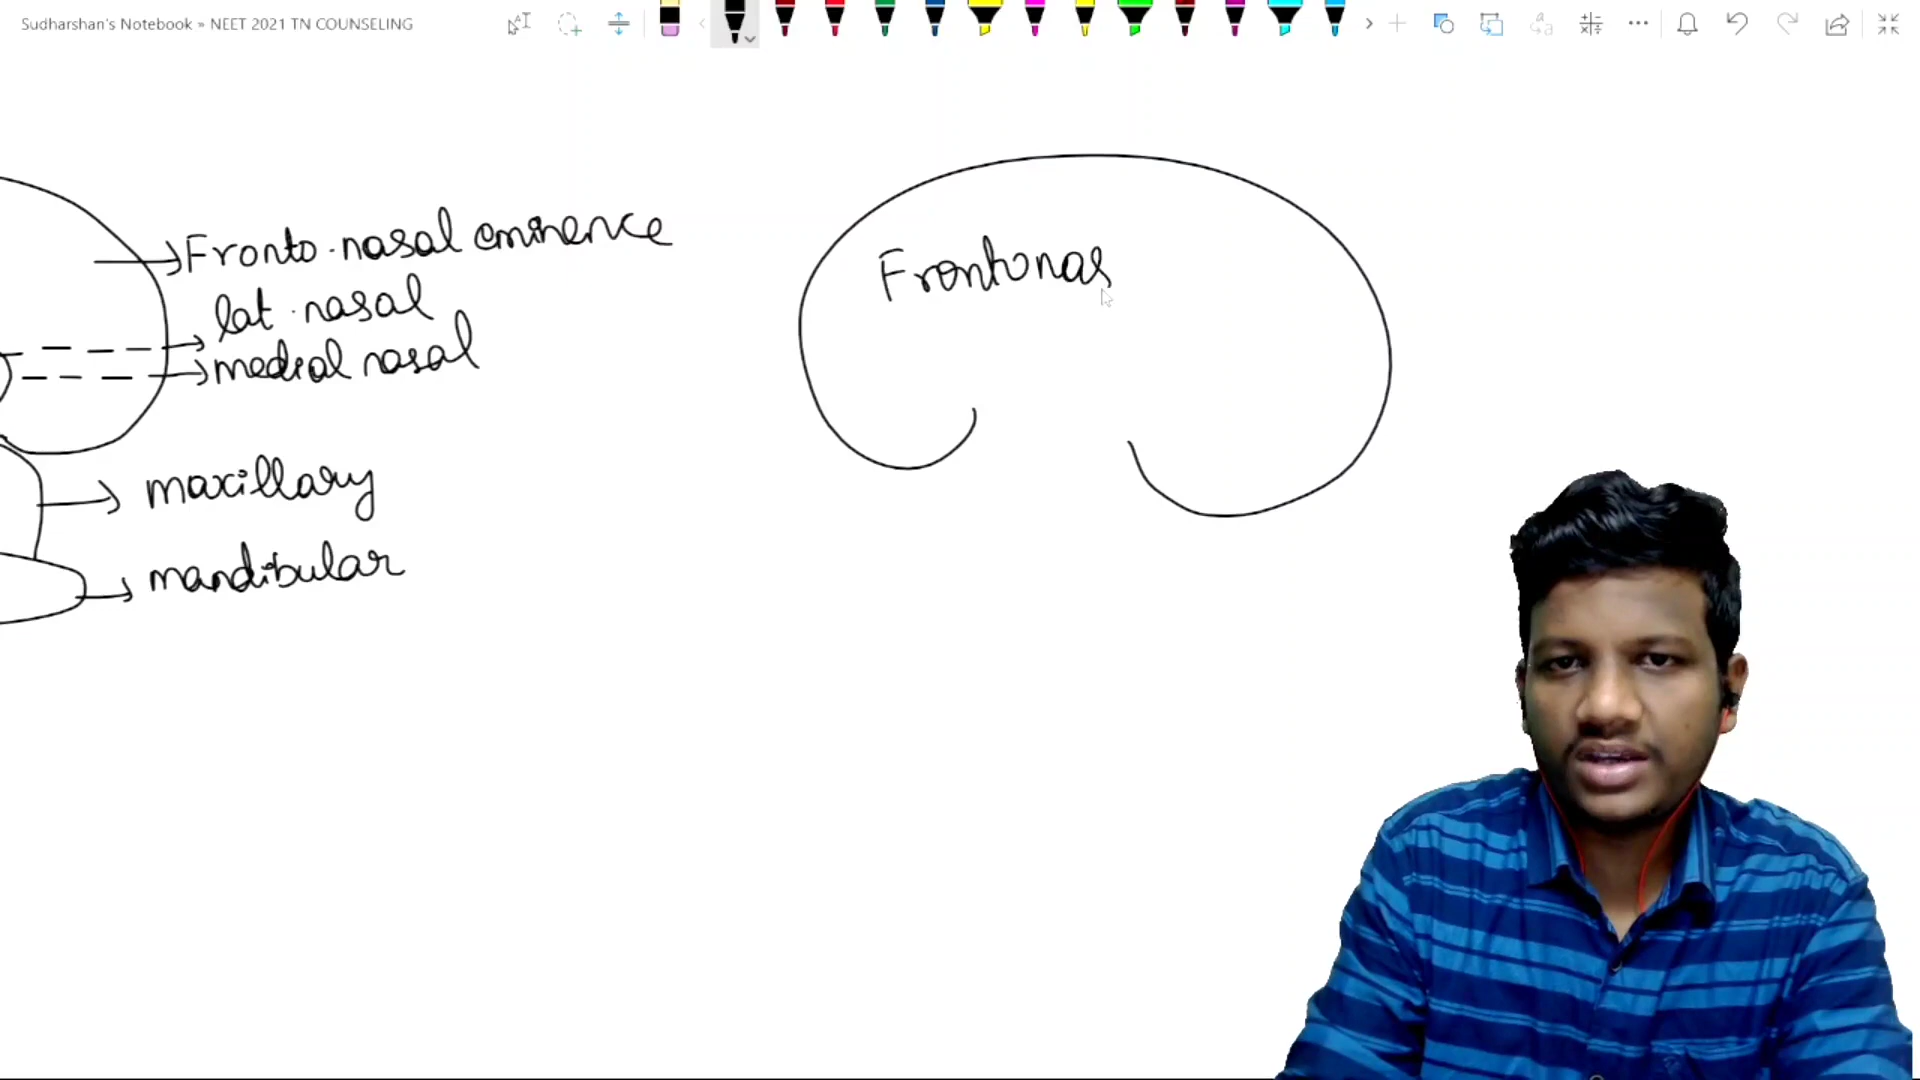 Sudharshan's Notebook » NEET 2021 TN COUNSELING
Fronto-nasal eminence
lat. nasal
medial nasal
maxillary
mandibular
Frontonas